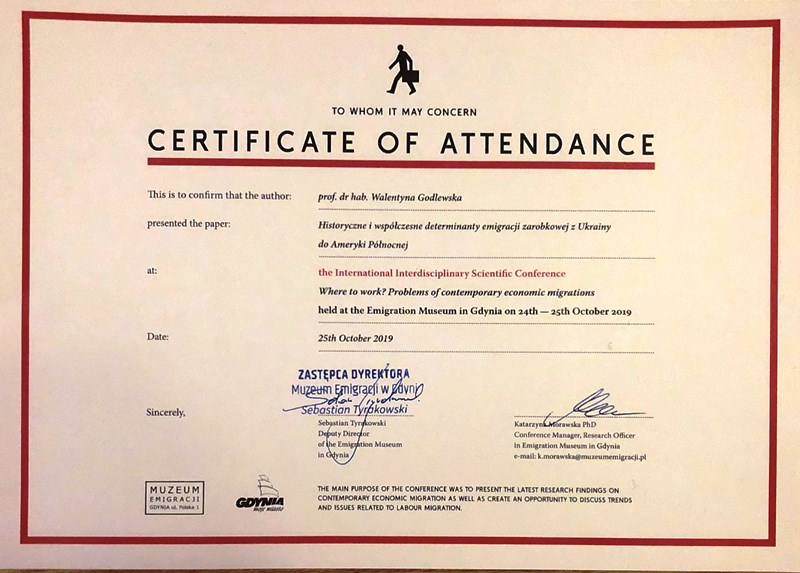 TO WHOM IT MAY CONCERN
CERTIFICATE OF ATTENDANCE
This is to confirm that the author: prof. dr hab. Walentyna Godlewska
presented the paper: Historyczne i współczesne determinanty emigracji zarobkowej z Ukrainy
do Ameryki Północnej
at: the International Interdisciplinary Scientific Conference
Where to work? Problems of contemporary economic migrations
held at the Emigration Museum in Gdynia on 24th — 25th October 2019
Date: 25th October 2019
ZASTĘPCA DYREKTORA
Muzeum Emigracji w Gdyni
Sebastian Tyrakowski
Sincerely,
Sebastian Tyrakowski
Deputy Director
of the Emigration Museum
in Gdynia
Katarzyna Morawska PhD
Conference Manager, Research Officer
in Emigration Museum in Gdynia
e-mail: k.morawska@muzeumemigracji.pl
MUZEUM
EMIGRACJI
GDYNIA ul. Polska 1
GDYNIA
moje miasto
THE MAIN PURPOSE OF THE CONFERENCE WAS TO PRESENT THE LATEST RESEARCH FINDINGS ON
CONTEMPORARY ECONOMIC MIGRATION AS WELL AS CREATE AN OPPORTUNITY TO DISCUSS TRENDS
AND ISSUES RELATED TO LABOUR MIGRATION.